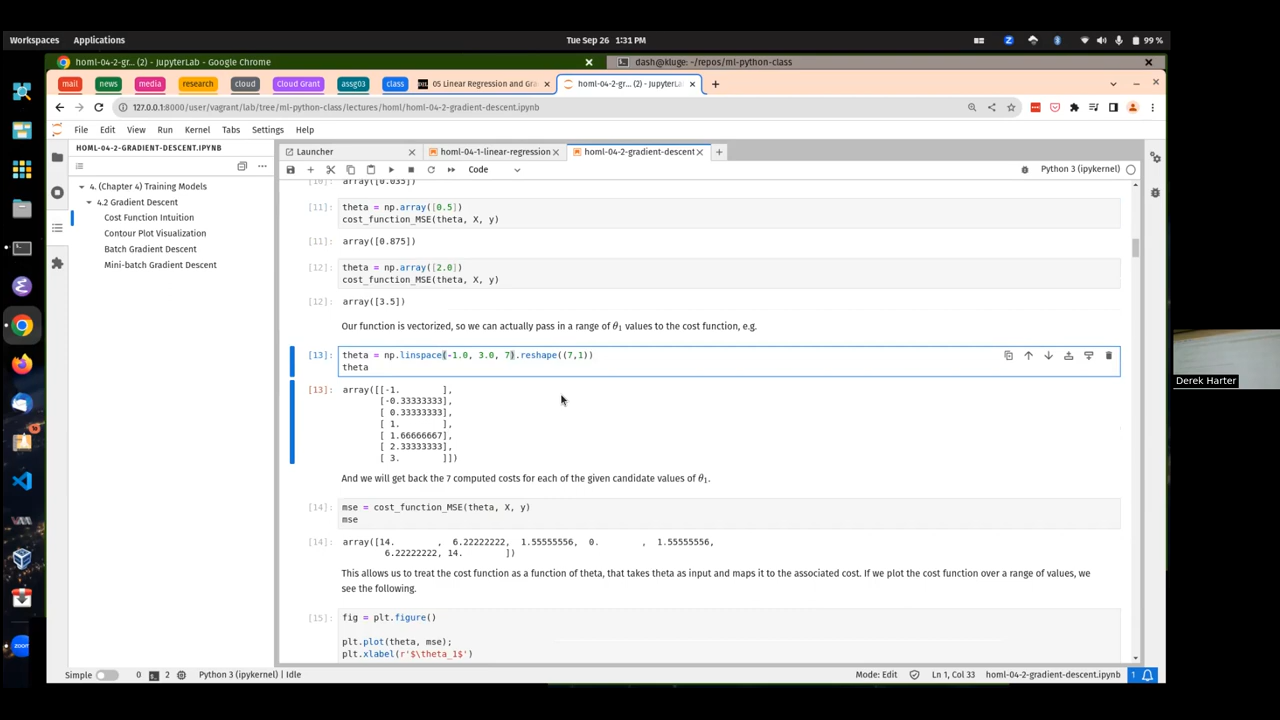 Workspaces Applications Tue Sep 26 1:31 PM 99 %
homl-04-2-gr... (2) - JupyterLab - Google Chrome dash@kluge: ~/repos/ml-python-class
mail news media research cloud Cloud Grant assg03 class 05 Linear Regression and Gr homl-04-2-gr... (2) - JupyterL
127.0.0.1:8000/user/vagrant/lab/tree/ml-python-class/lectures/homl/homl-04-2-gradient-descent.ipynb
File Edit View Run Kernel Tabs Settings Help
HOML-04-2-GRADIENT-DESCENT.IPYNB
4. (Chapter 4) Training Models
4.2 Gradient Descent
Cost Function Intuition
Contour Plot Visualization
Batch Gradient Descent
Mini-batch Gradient Descent
Launcher homl-04-1-linear-regression homl-04-2-gradient-descent
Code Python 3 (ipykernel)
[10]: array([0.035])
[11]: theta = np.array([0.5])
cost_function_MSE(theta, X, y)
[11]: array([0.875])
[12]: theta = np.array([2.0])
cost_function_MSE(theta, X, y)
[12]: array([3.5])
Our function is vectorized, so we can actually pass in a range of θ1 values to the cost function, e.g.
[13]: theta = np.linspace(-1.0, 3.0, 7).reshape((7,1))
theta
[13]: array([[-1. ],
[-0.33333333],
[ 0.33333333],
[ 1. ],
[ 1.66666667],
[ 2.33333333],
[ 3. ]])
And we will get back the 7 computed costs for each of the given candidate values of θ1.
[14]: mse = cost_function_MSE(theta, X, y)
mse
[14]: array([14. , 6.22222222, 1.55555556, 0. , 1.55555556,
6.22222222, 14. ])
This allows us to treat the cost function as a function of theta, that takes theta as input and maps it to the associated cost. If we plot the cost function over a range of values, we
see the following.
[15]: fig = plt.figure()
plt.plot(theta, mse);
plt.xlabel(r'$\theta_1$')
Simple 0 2 Python 3 (ipykernel) | Idle Mode: Edit Ln 1, Col 33 homl-04-2-gradient-descent.ipynb 1
Derek Harter
zoom